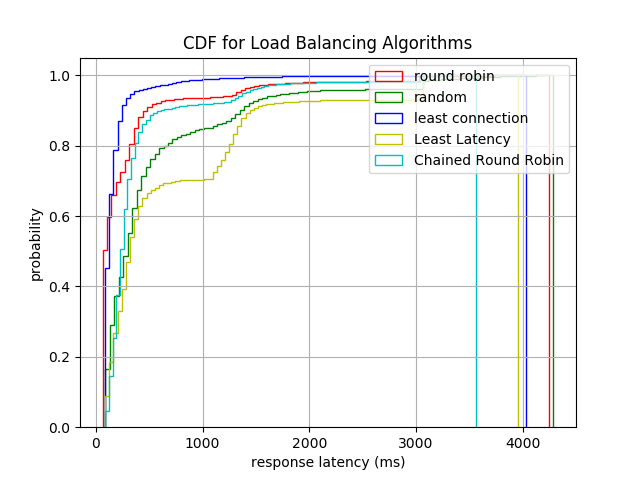 CDF for Load Balancing Algorithms
1.0
0.8
0.6
0.4
0.2
0.0
probability
round robin
random
least connection
Least Latency
Chained Round Robin
0
1000
2000
3000
4000
response latency (ms)